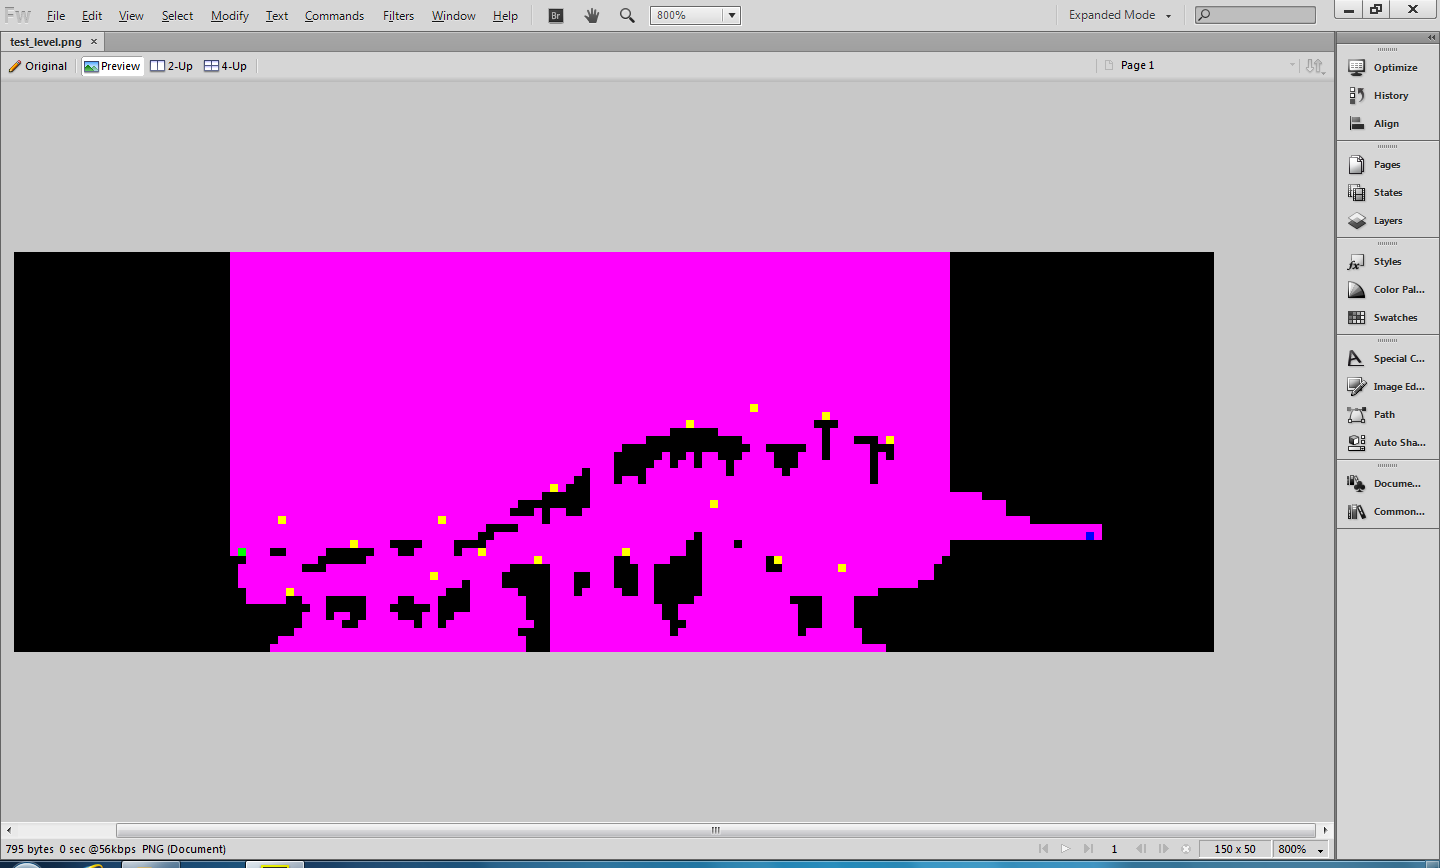 Fw File Edit View Select Modify Text Commands Filters Window Help Br 800% Expanded Mode
test_level.png ×
Original Preview 2-Up 4-Up Page 1
Optimize
History
Align
Pages
States
Layers
Styles
Color Pal...
Swatches
Special C...
Image Ed...
Path
Auto Sha...
Docume...
Common...
795 bytes 0 sec @56kbps PNG (Document) 1 150 x 50 800%